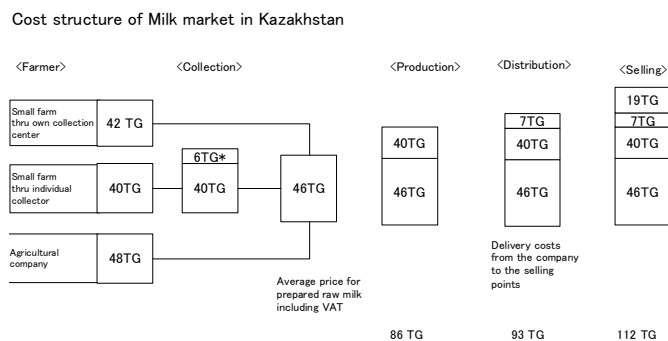 Cost structure of Milk market in Kazakhstan
<Farmer>
<Collection>
<Production>
<Distribution>
<Selling>
Small farm
thru own collection
center
42 TG
Small farm
thru individual
collector
40TG
Agricultural
company
48TG
6TG*
40TG
46TG
Average price for
prepared raw milk
including VAT
40TG
46TG
86 TG
7TG
40TG
46TG
Delivery costs
from the company
to the selling
points
93 TG
19TG
7TG
40TG
46TG
112 TG